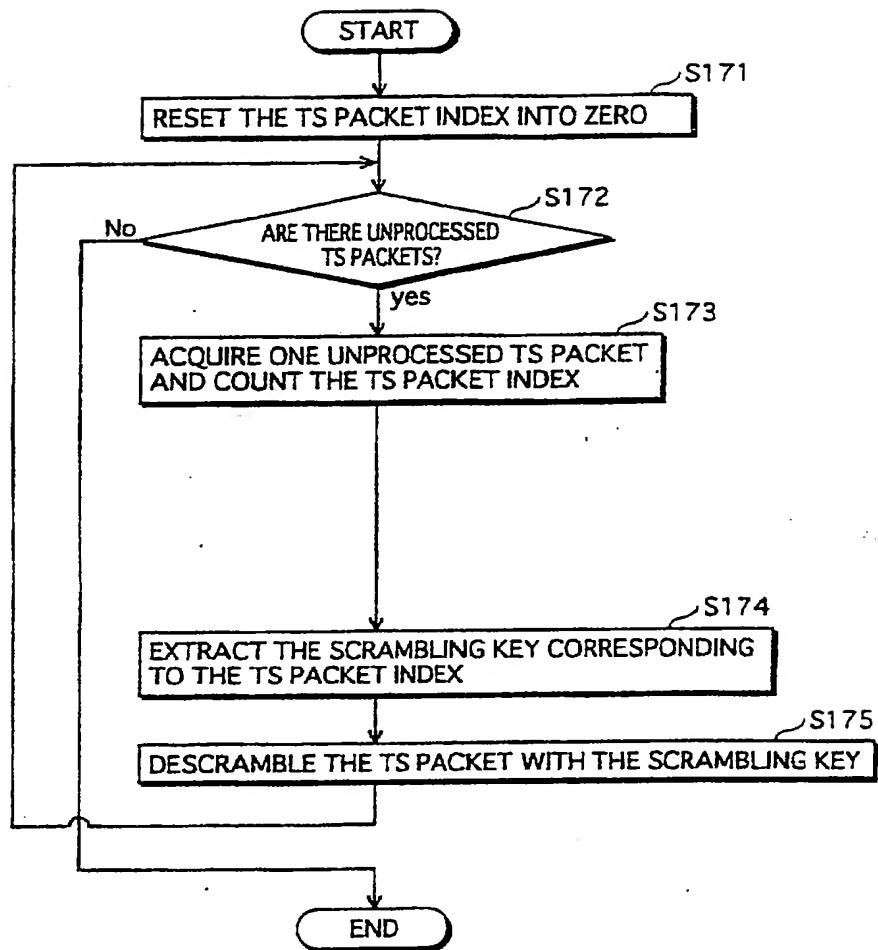 START
S171
RESET THE TS PACKET INDEX INTO ZERO
S172
No
ARE THERE UNPROCESSED
TS PACKETS?
yes
S173
ACQUIRE ONE UNPROCESSED TS PACKET
AND COUNT THE TS PACKET INDEX
S174
EXTRACT THE SCRAMBLING KEY CORRESPONDING
TO THE TS PACKET INDEX
S175
DESCRAMBLE THE TS PACKET WITH THE SCRAMBLING KEY
END